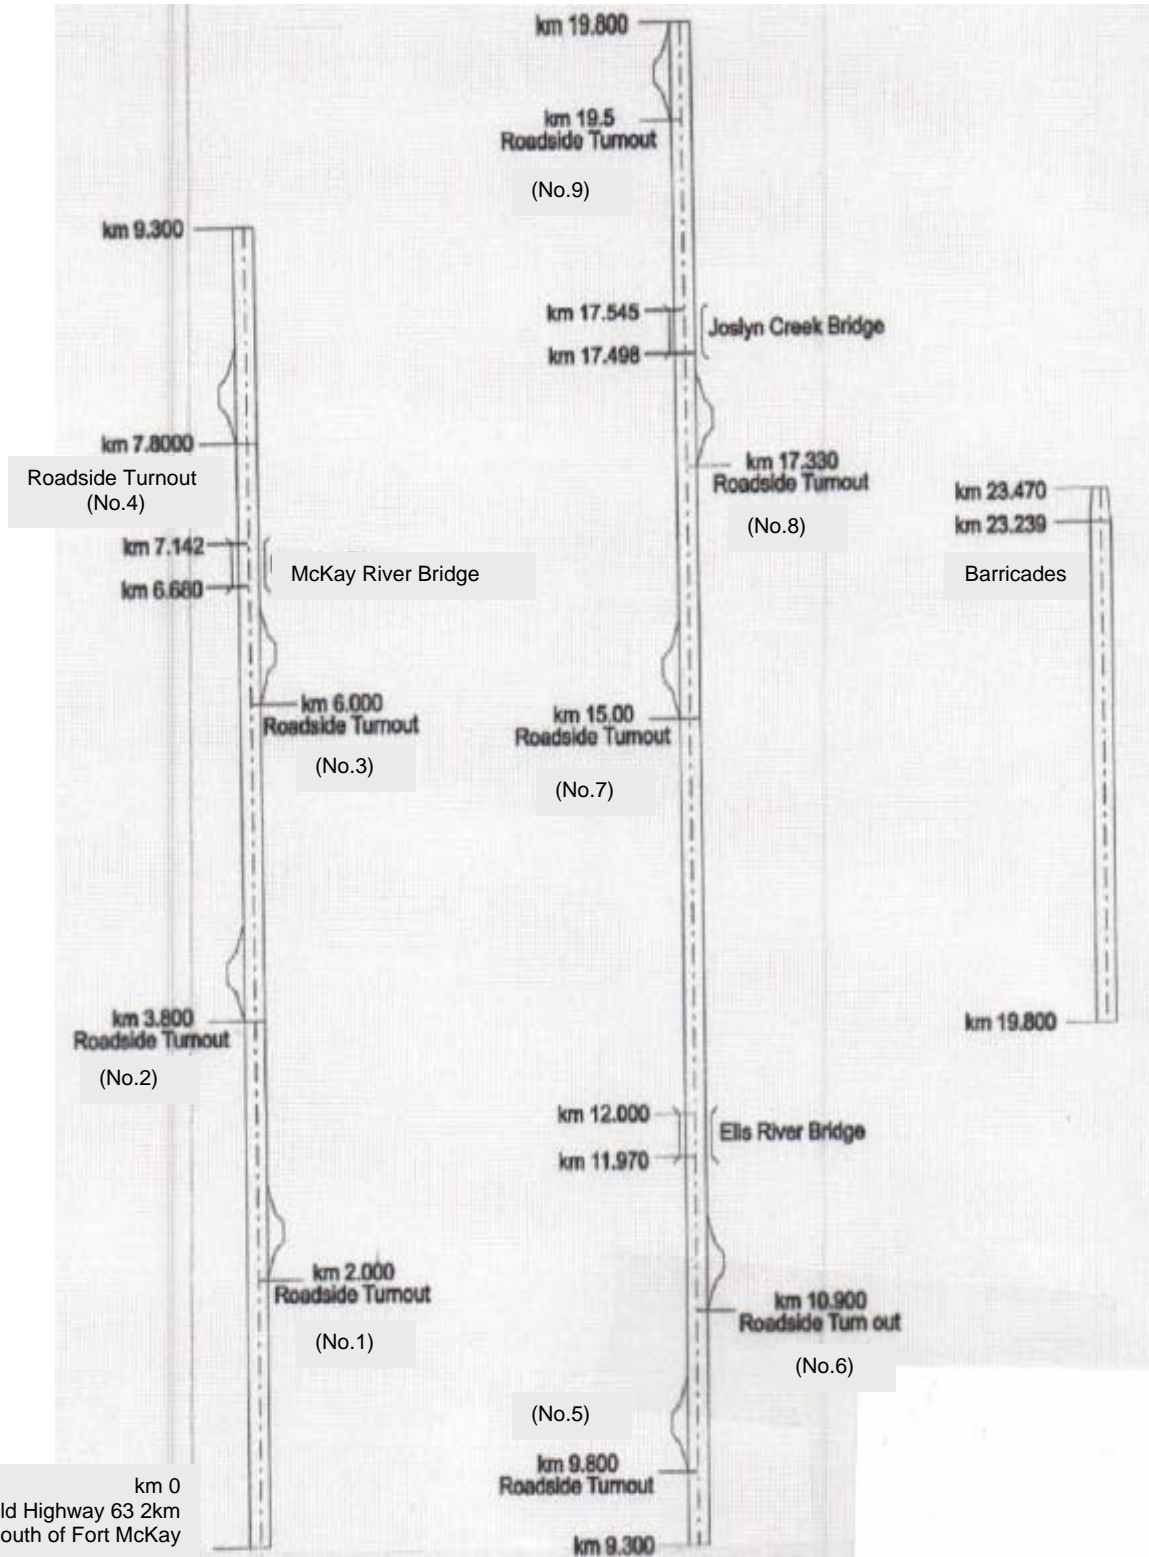 km 19.800
km 19.5
Roadside Turnout
(No.9)
km 9.300
km 17.545
Joslyn Creek Bridge
km 17.498
km 7.8000
Roadside Turnout
(No.4)
km 17.330
Roadside Turnout
(No.8)
km 23.470
km 23.239
Barricades
km 7.142
McKay River Bridge
km 6.680
km 6.000
Roadside Turnout
(No.3)
km 15.00
Roadside Turnout
(No.7)
km 3.800
Roadside Turnout
(No.2)
km 19.800
km 12.000
Ells River Bridge
km 11.970
km 2.000
Roadside Turnout
(No.1)
km 10.900
Roadside Turn out
(No.6)
(No.5)
km 9.800
Roadside Turnout
km 0
ld Highway 63 2km
outh of Fort McKay
km 9.300